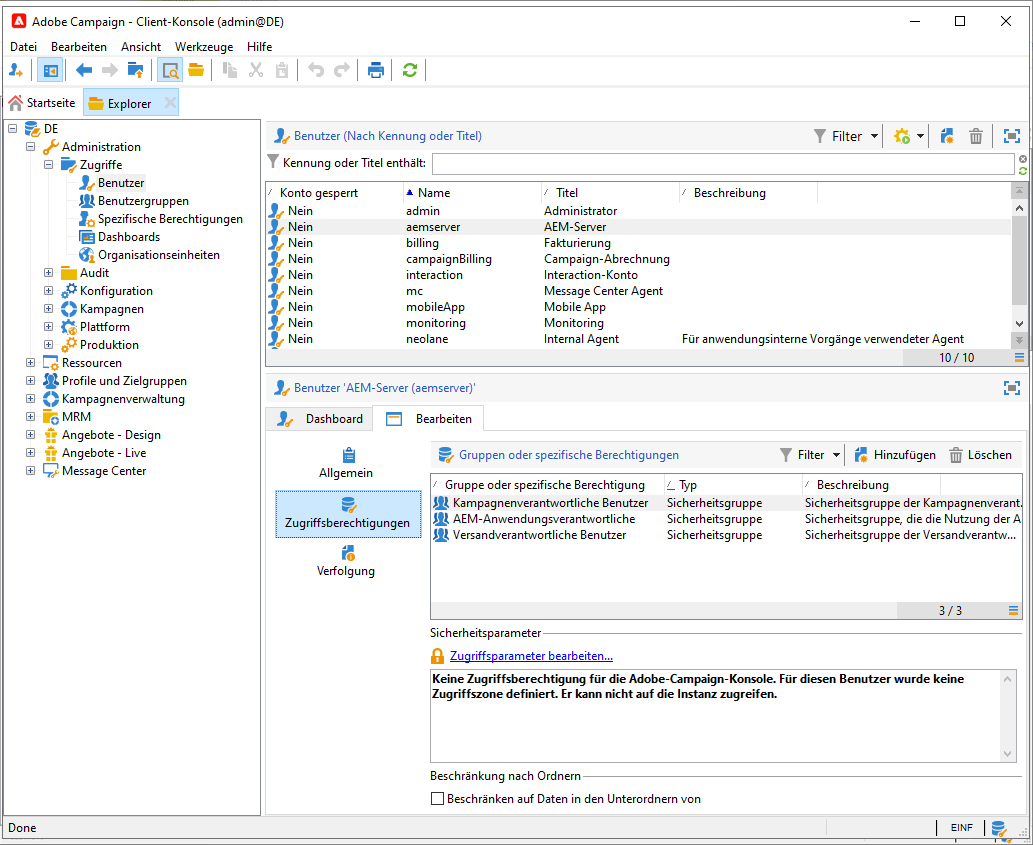 Adobe Campaign - Client-Konsole (admin@DE)
Datei Bearbeiten Ansicht Werkzeuge Hilfe
Startseite Explorer
DE
Administration
Zugriffe
Benutzer
Benutzergruppen
Spezifische Berechtigungen
Dashboards
Organisationseinheiten
Audit
Konfiguration
Kampagnen
Plattform
Produktion
Ressourcen
Profile und Zielgruppen
Kampagnenverwaltung
MRM
Angebote - Design
Angebote - Live
Message Center
Benutzer (Nach Kennung oder Titel) Filter
Kennung oder Titel enthält:
Konto gesperrt Name Titel Beschreibung
Nein admin Administrator
Nein aemserver AEM-Server
Nein billing Fakturierung
Nein campaignBilling Campaign-Abrechnung
Nein interaction Interaction-Konto
Nein mc Message Center Agent
Nein mobileApp Mobile App
Nein monitoring Monitoring
Nein neolane Internal Agent Für anwendungsinterne Vorgänge verwendeter Agent
10 / 10
Benutzer 'AEM-Server (aemserver)'
Dashboard Bearbeiten
Allgemein
Zugriffsberechtigungen
Verfolgung
Gruppen oder spezifische Berechtigungen Filter Hinzufügen Löschen
Gruppe oder spezifische Berechtigung Typ Beschreibung
Kampagnenverantwortliche Benutzer Sicherheitsgruppe Sicherheitsgruppe der Kampagnenverant...
AEM-Anwendungsverantwortliche Sicherheitsgruppe Sicherheitsgruppe, die die Nutzung der A
Versandverantwortliche Benutzer Sicherheitsgruppe Sicherheitsgruppe der Versandverantw...
3 / 3
Sicherheitsparameter
Zugriffsparameter bearbeiten...
Keine Zugriffsberechtigung für die Adobe-Campaign-Konsole. Für diesen Benutzer wurde keine
Zugriffszone definiert. Er kann nicht auf die Instanz zugreifen.
Beschränkung nach Ordnern
Beschränken auf Daten in den Unterordnern von
Done EINF